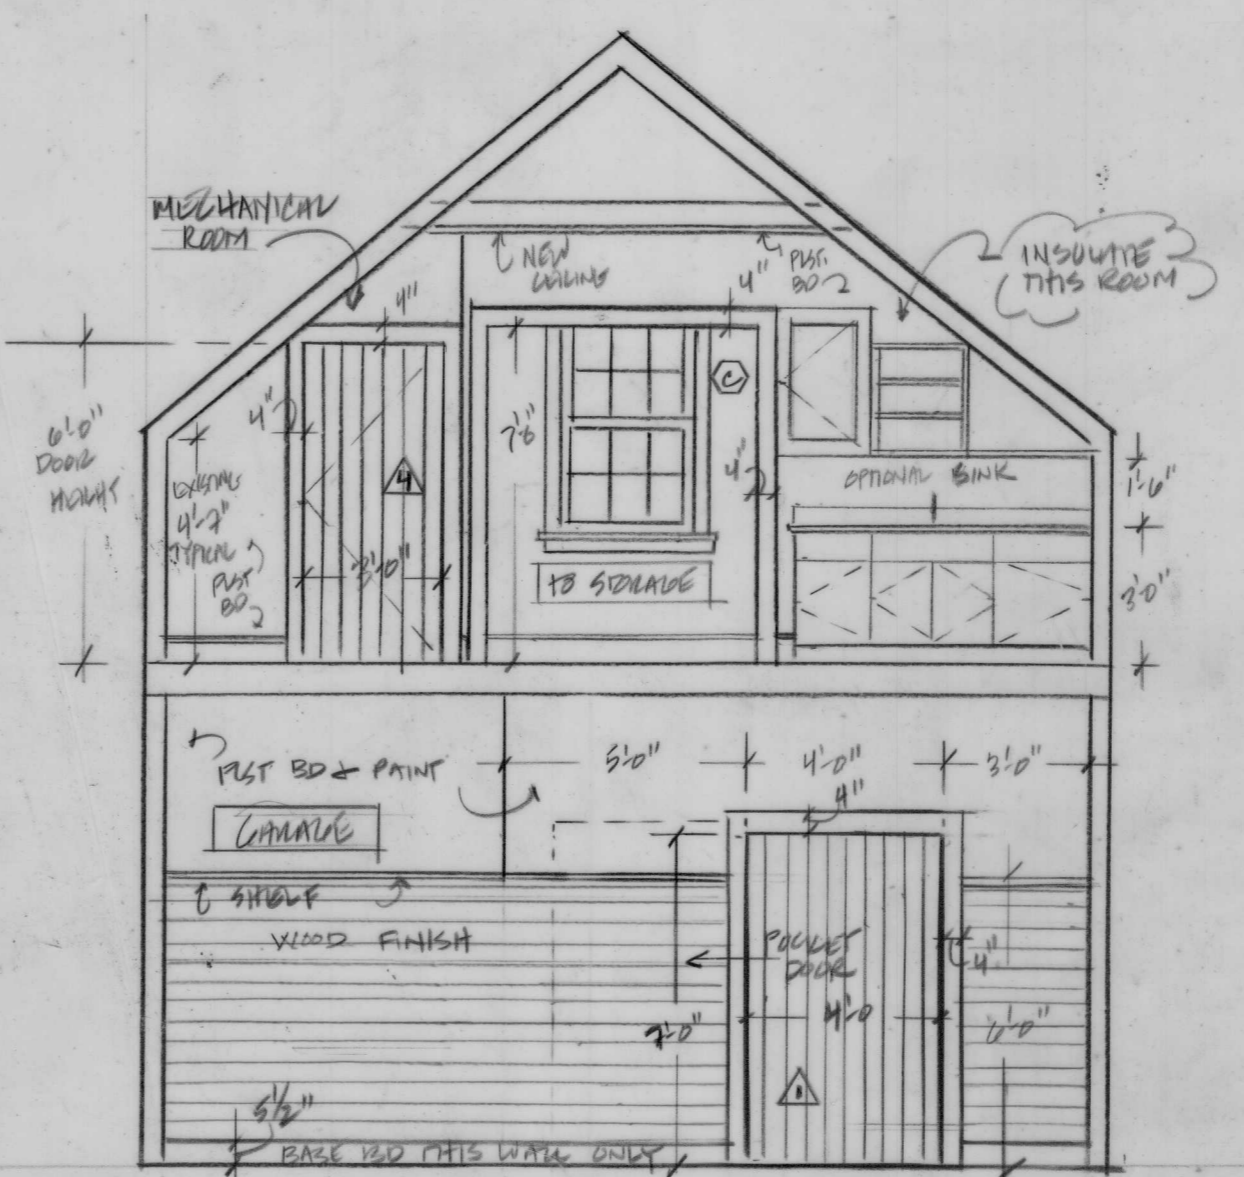 MECHANICAL
ROOM
NEW
CEILING
PLST.
BD
4"
INSULATE
THIS ROOM
4"
C
6'-0"
DOOR
HEIGHT
4"
EXISTING
4'-7"
TYPICAL
PLST
BD
4
3'-0"
4"
TO STORAGE
OPTIONAL SINK
1'-6"
3'-0"
PLST BD & PAINT
5'-0"
4'-0"
3'-0"
4"
GARAGE
SHELF
WOOD FINISH
POCKET
DOOR
4"
7'-0"
4'-0
6'-0"
1
5 1/2"
BASE BD THIS WALL ONLY